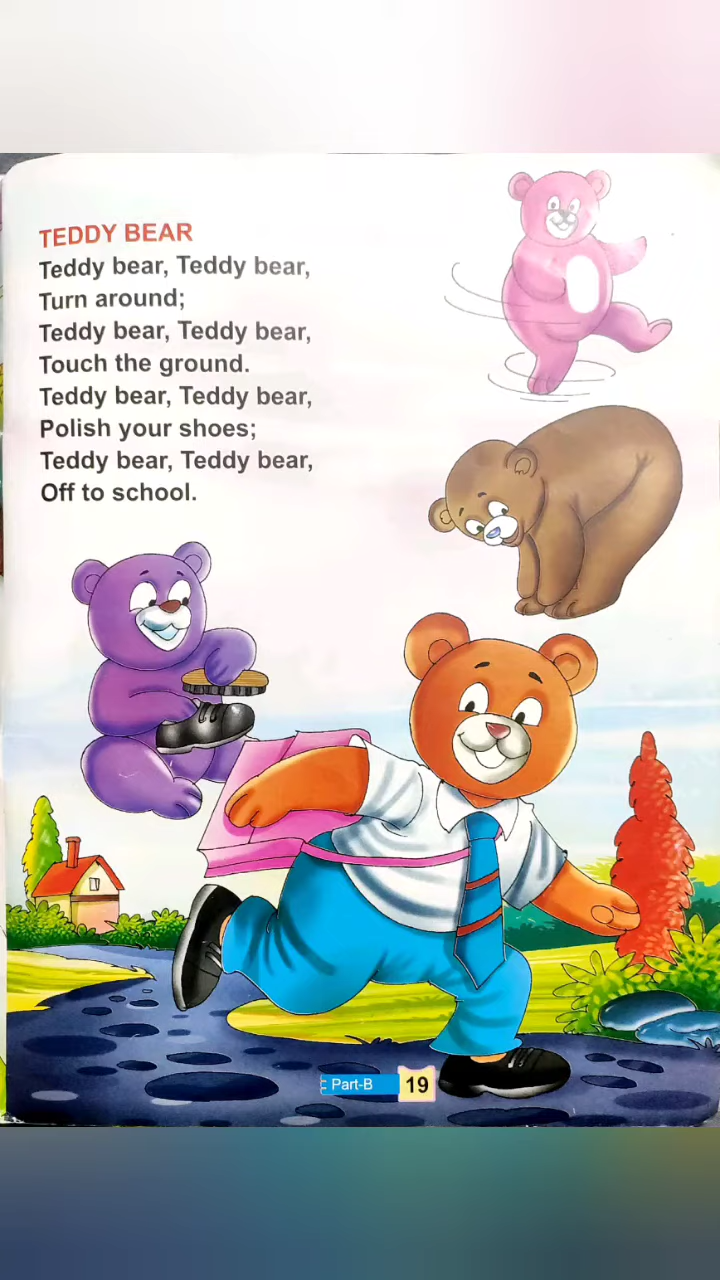 TEDDY BEAR
Teddy bear, Teddy bear,
Turn around;
Teddy bear, Teddy bear,
Touch the ground.
Teddy bear, Teddy bear,
Polish your shoes;
Teddy bear, Teddy bear,
Off to school.
Part-B 19